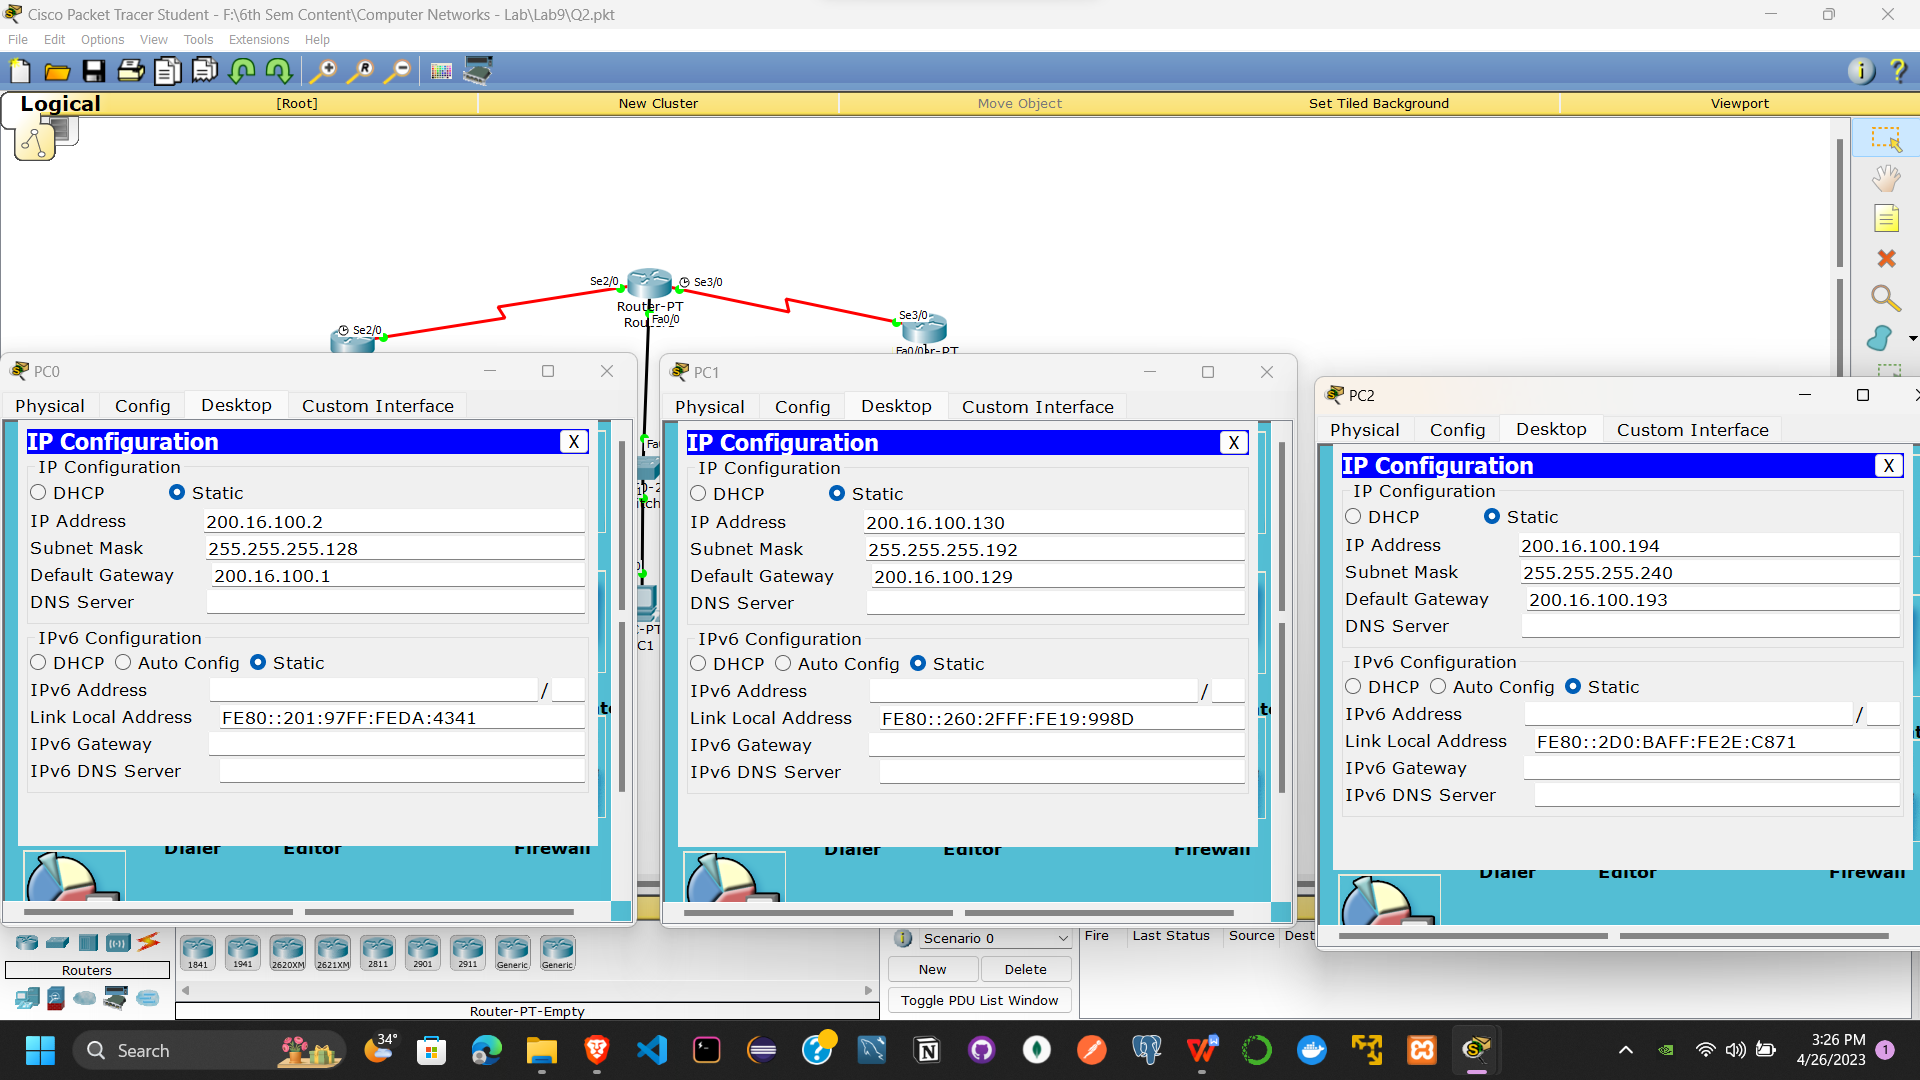 Cisco Packet Tracer Student - F:\6th Sem Content\Computer Networks - Lab\Lab9\Q2.pkt
File Edit Options View Tools Extensions Help
Logical [Root] New Cluster Move Object Set Tiled Background Viewport
Se2/0 Se3/0
Router-PT
Fa0/0
Se2/0
Se3/0
Fa0/0
PC0
Physical Config Desktop Custom Interface
IP Configuration X
IP Configuration
DHCP Static
IP Address 200.16.100.2
Subnet Mask 255.255.255.128
Default Gateway 200.16.100.1
DNS Server
IPv6 Configuration
DHCP Auto Config Static
IPv6 Address /
Link Local Address FE80::201:97FF:FEDA:4341
IPv6 Gateway
IPv6 DNS Server
Dialer Editor Firewall
PC1
Physical Config Desktop Custom Interface
IP Configuration X
IP Configuration
DHCP Static
IP Address 200.16.100.130
Subnet Mask 255.255.255.192
Default Gateway 200.16.100.129
DNS Server
IPv6 Configuration
DHCP Auto Config Static
IPv6 Address /
Link Local Address FE80::260:2FFF:FE19:998D
IPv6 Gateway
IPv6 DNS Server
Dialer Editor Firewall
PC2
Physical Config Desktop Custom Interface
IP Configuration X
IP Configuration
DHCP Static
IP Address 200.16.100.194
Subnet Mask 255.255.255.240
Default Gateway 200.16.100.193
DNS Server
IPv6 Configuration
DHCP Auto Config Static
IPv6 Address /
Link Local Address FE80::2D0:BAFF:FE2E:C871
IPv6 Gateway
IPv6 DNS Server
Dialer Editor Firewall
Routers
1841 1941 2620XM 2621XM 2811 2901 2911 Generic Generic
Router-PT-Empty
Scenario 0
New Delete
Toggle PDU List Window
Fire Last Status Source Dest
34°
Search
3:26 PM
4/26/2023
1